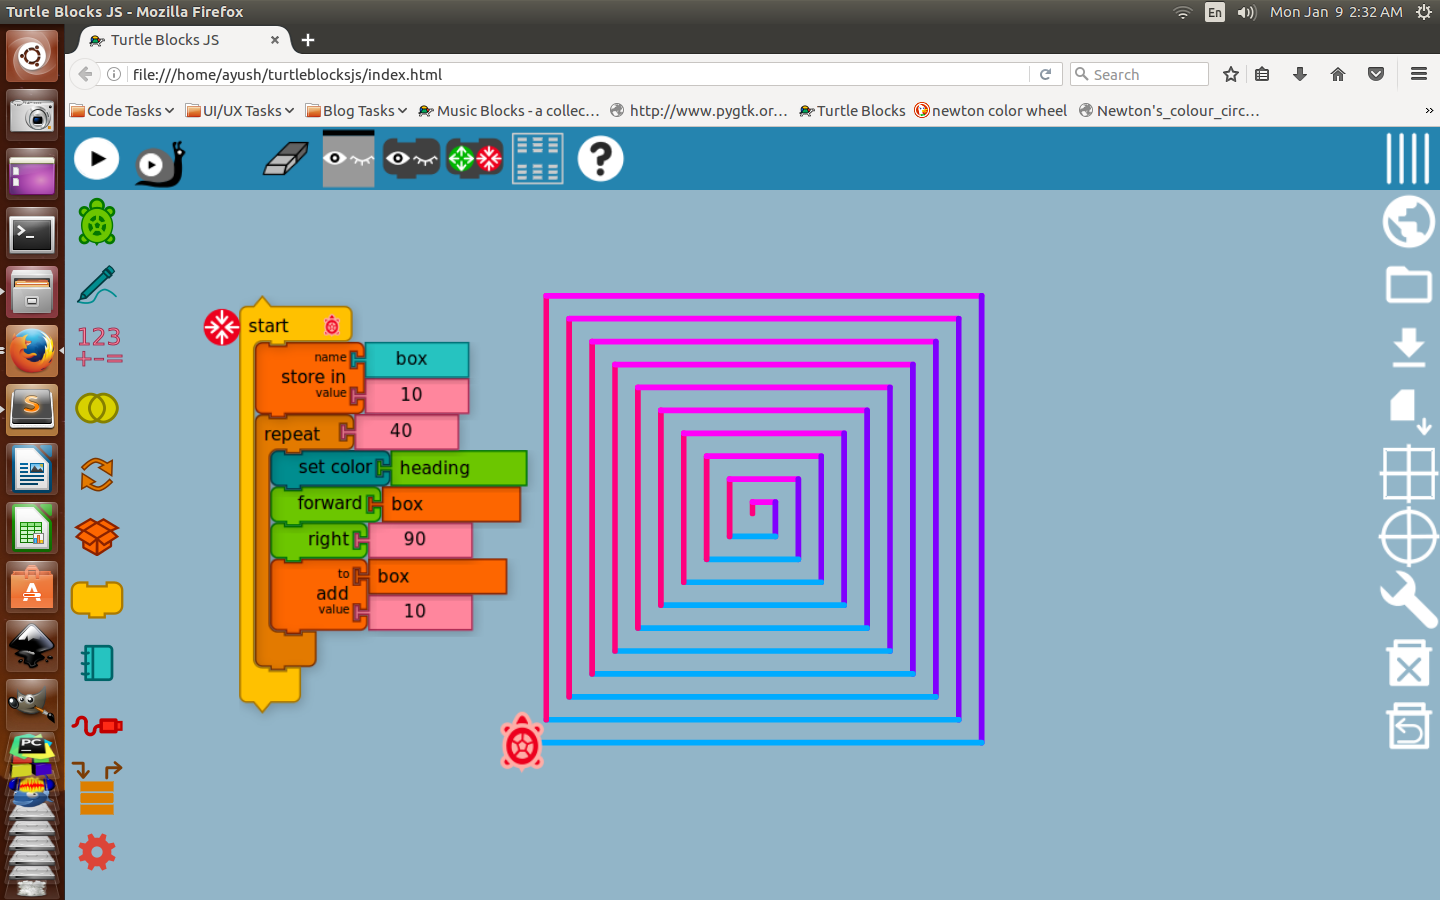 Turtle Blocks JS - Mozilla Firefox
En
Mon Jan 9 2:32 AM
Turtle Blocks JS
file:///home/ayush/turtleblocksjs/index.html
Search
Code Tasks
UI/UX Tasks
Blog Tasks
Music Blocks - a collec...
http://www.pygtk.or...
Turtle Blocks
newton color wheel
Newton's_colour_circ...
»
?
123
+-=
start
name
box
store in
value
10
repeat
40
set color
heading
forward
box
right
90
to
box
add
value
10
S
A
PC